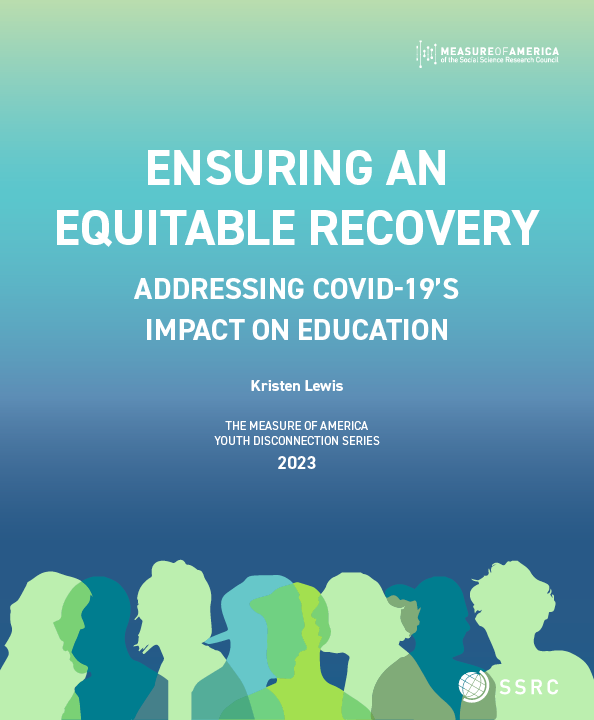 MEASUREOFAMERICA
of the Social Science Research Council
ENSURING AN
EQUITABLE RECOVERY
ADDRESSING COVID-19'S
IMPACT ON EDUCATION
Kristen Lewis
THE MEASURE OF AMERICA
YOUTH DISCONNECTION SERIES
2023
SSRC